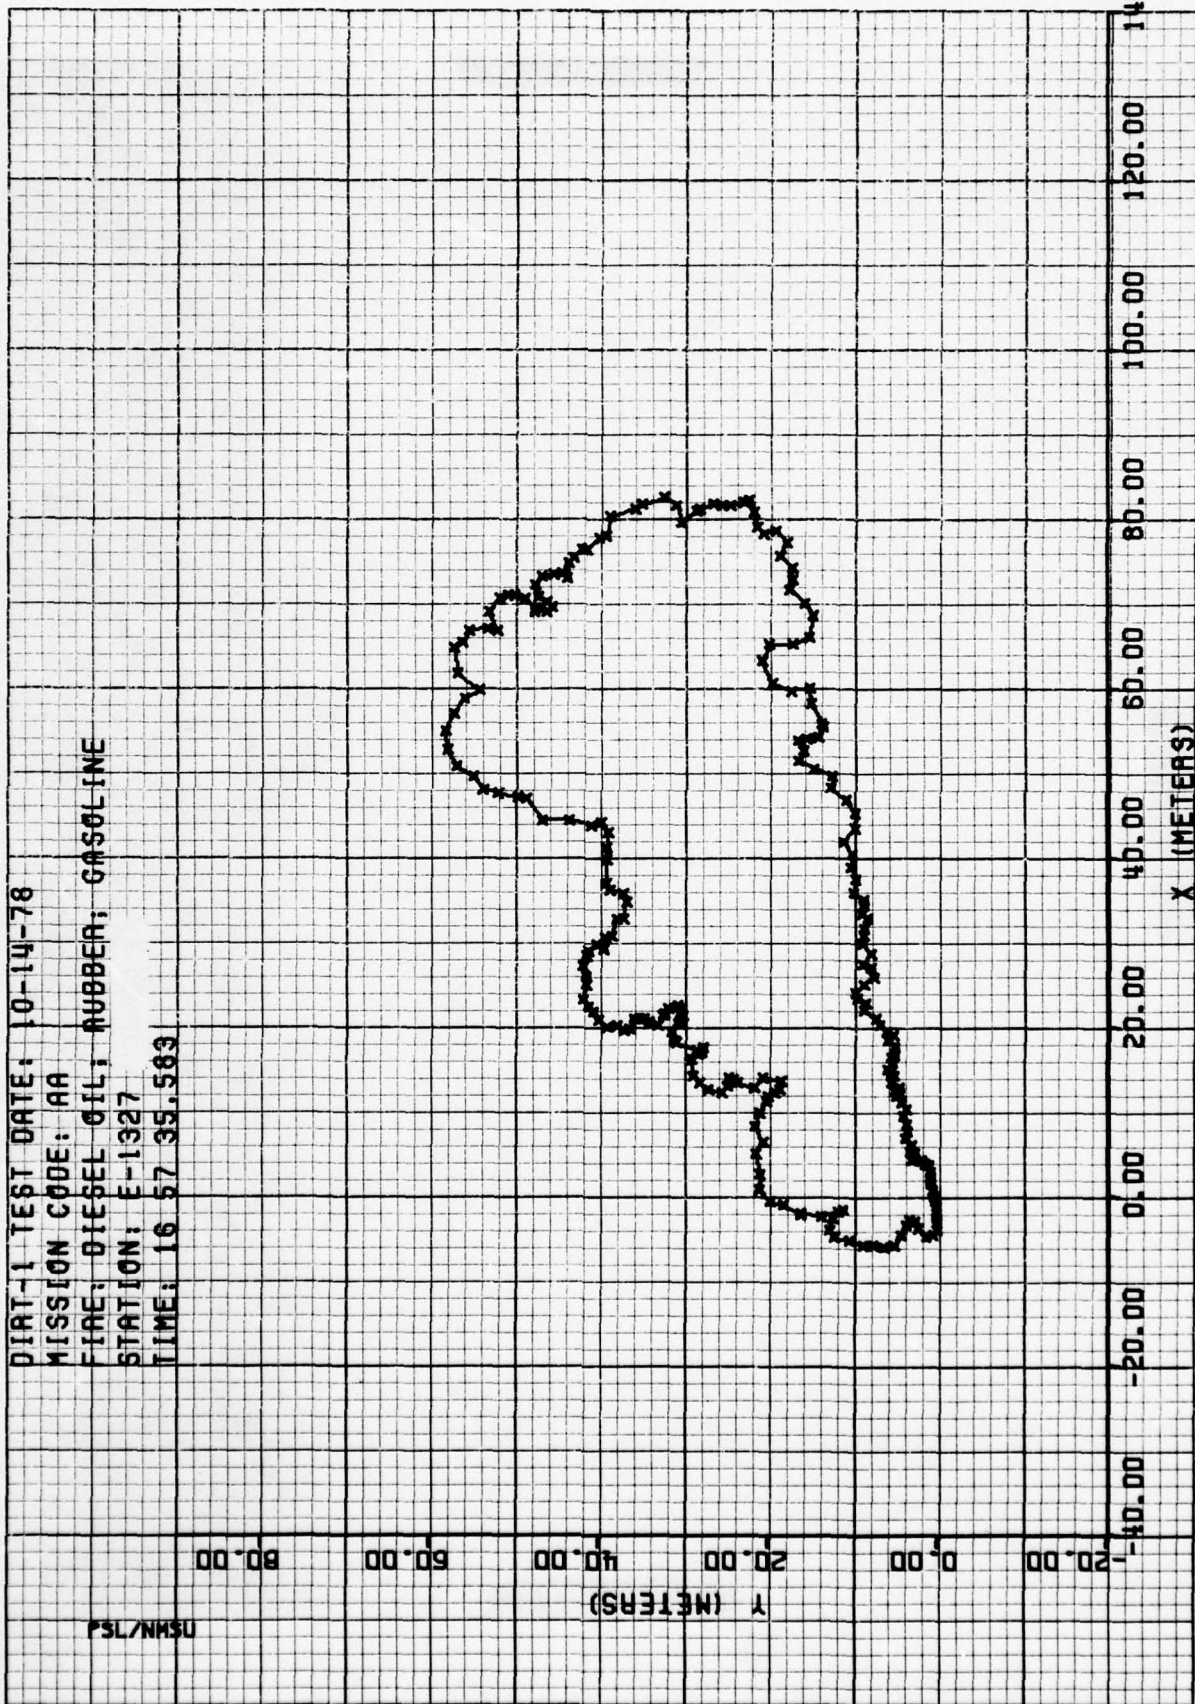 DIRT-1 TEST DATE: 10-14-78
MISSION CODE: AA
FIRE: DIESEL OIL; RUBBER; GASOLINE
STATION: E-1327
TIME: 16 57 35.583
PSL/NMSU
Y (METERS)
80.00
60.00
40.00
20.00
0.00
-20.00
-40.00
-20.00
0.00
20.00
40.00
60.00
80.00
100.00
120.00
14
X (METERS)